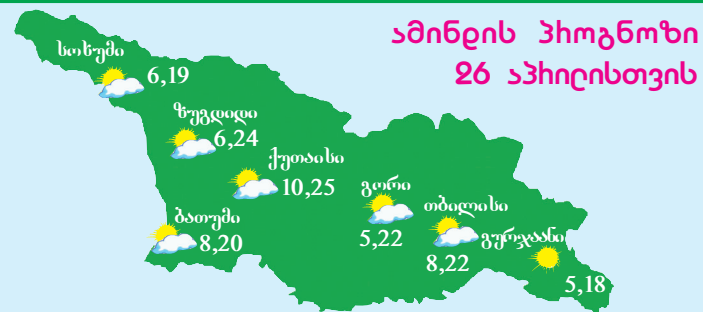 ამინდის პროგნოზი
26 აპრილისთვის
სოხუმი
6,19
ზუგდიდი
6,24
ქუთაისი
10,25
გორი
5,22
თბილისი
8,22
ბათუმი
8,20
გურჯაანი
5,18